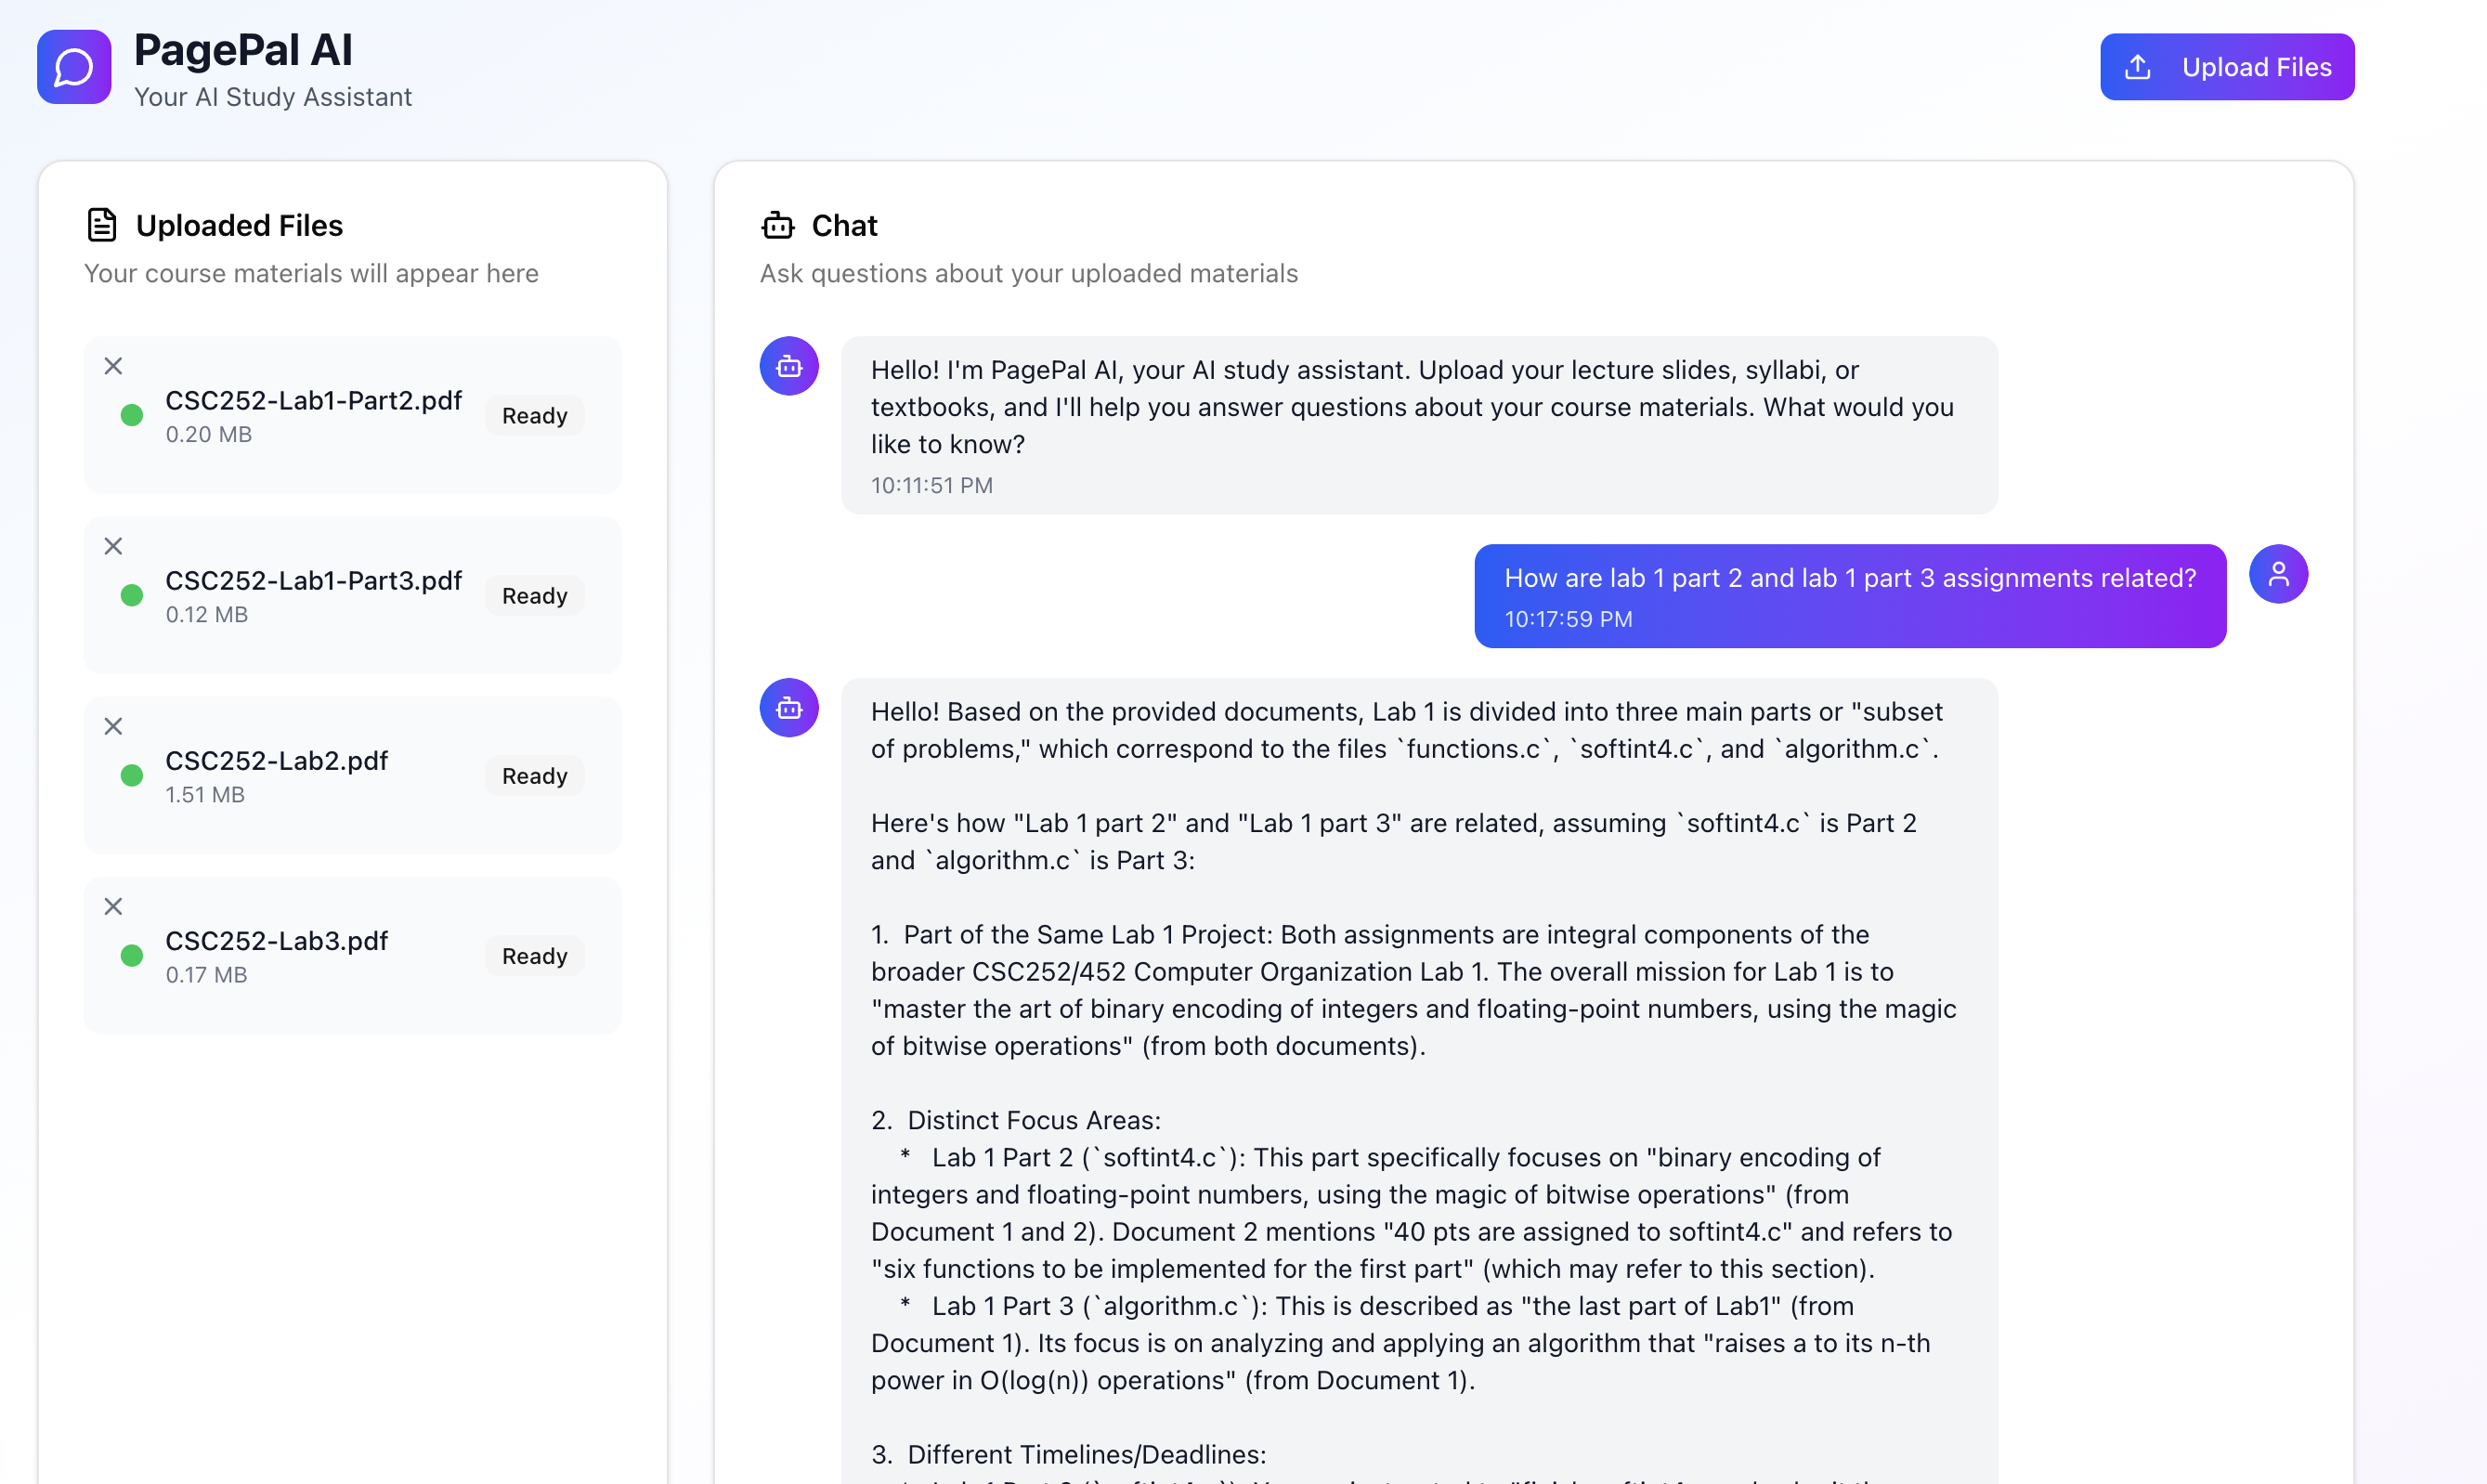 PagePal AI
Your AI Study Assistant
Upload Files
Uploaded Files
Your course materials will appear here
CSC252-Lab1-Part2.pdf
0.20 MB
Ready
CSC252-Lab1-Part3.pdf
0.12 MB
Ready
CSC252-Lab2.pdf
1.51 MB
Ready
CSC252-Lab3.pdf
0.17 MB
Ready
Chat
Ask questions about your uploaded materials
Hello! I'm PagePal AI, your AI study assistant. Upload your lecture slides, syllabi, or
textbooks, and I'll help you answer questions about your course materials. What would you
like to know?
10:11:51 PM
How are lab 1 part 2 and lab 1 part 3 assignments related?
10:17:59 PM
Hello! Based on the provided documents, Lab 1 is divided into three main parts or "subset
of problems," which correspond to the files `functions.c`, `softint4.c`, and `algorithm.c`.
Here's how "Lab 1 part 2" and "Lab 1 part 3" are related, assuming `softint4.c` is Part 2
and `algorithm.c` is Part 3:
1. Part of the Same Lab 1 Project: Both assignments are integral components of the
broader CSC252/452 Computer Organization Lab 1. The overall mission for Lab 1 is to
"master the art of binary encoding of integers and floating-point numbers, using the magic
of bitwise operations" (from both documents).
2. Distinct Focus Areas:
* Lab 1 Part 2 (`softint4.c`): This part specifically focuses on "binary encoding of
integers and floating-point numbers, using the magic of bitwise operations" (from
Document 1 and 2). Document 2 mentions "40 pts are assigned to softint4.c" and refers to
"six functions to be implemented for the first part" (which may refer to this section).
* Lab 1 Part 3 (`algorithm.c`): This is described as "the last part of Lab1" (from
Document 1). Its focus is on analyzing and applying an algorithm that "raises a to its n-th
power in O(log(n)) operations" (from Document 1).
3. Different Timelines/Deadlines: